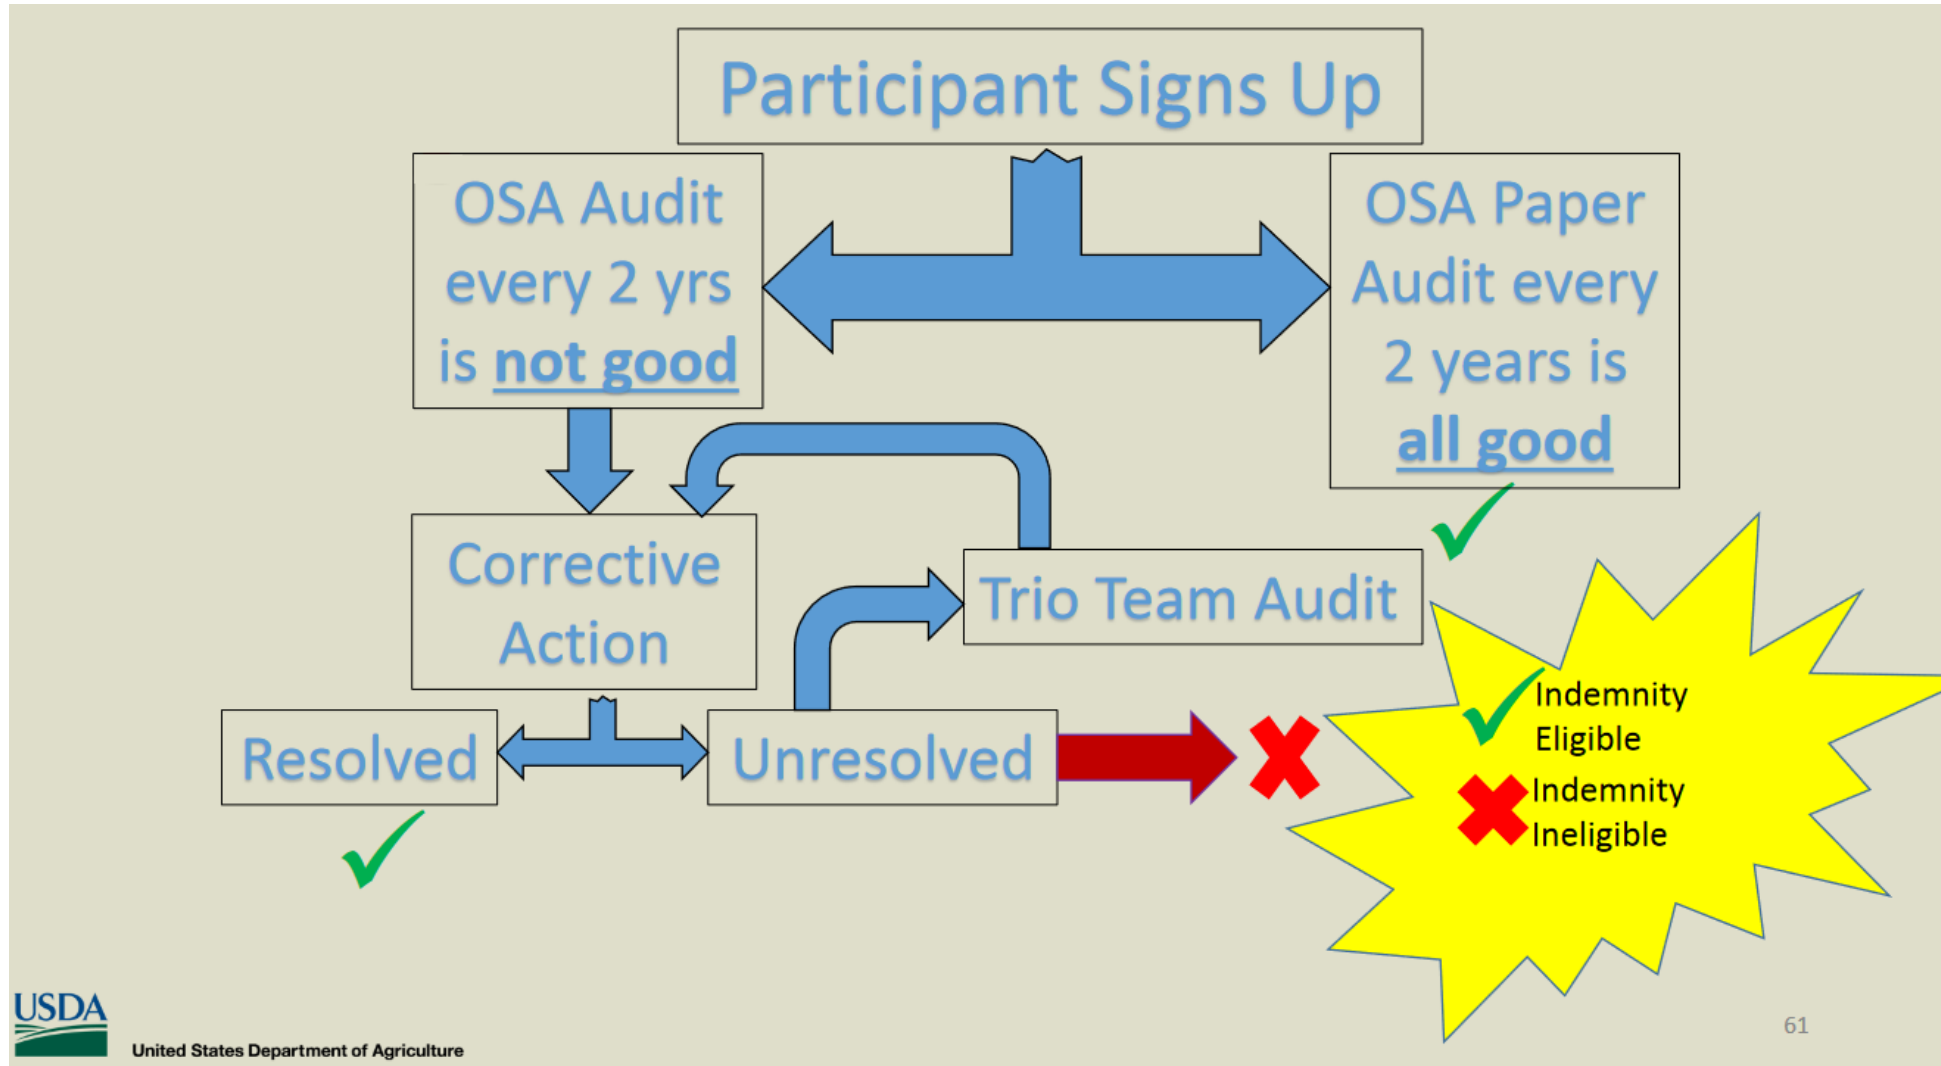 Participant Signs Up
OSA Audit
every 2 yrs
is not good
OSA Paper
Audit every
2 years is
all good
Corrective
Action
Trio Team Audit
Resolved
Unresolved
Indemnity
Eligible
Indemnity
Ineligible
USDA
United States Department of Agriculture
61